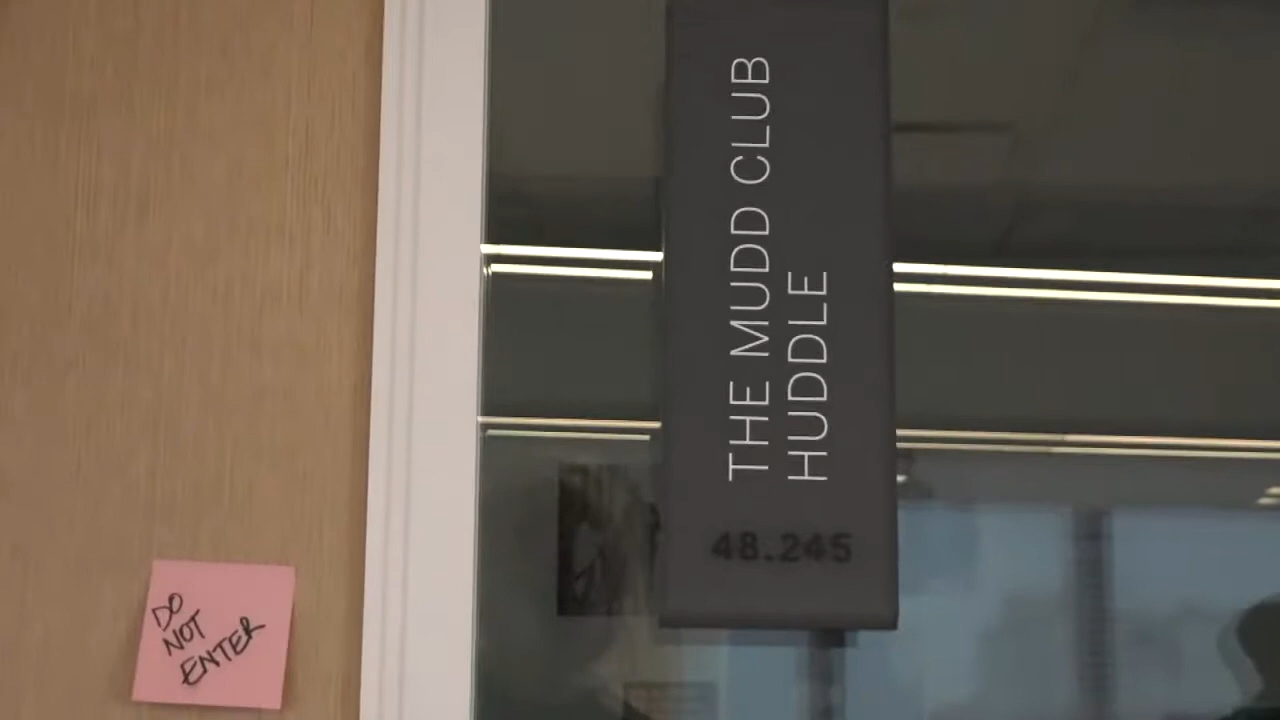 THE MUDD CLUB
HUDDLE
48.245
DO
NOT
ENTER